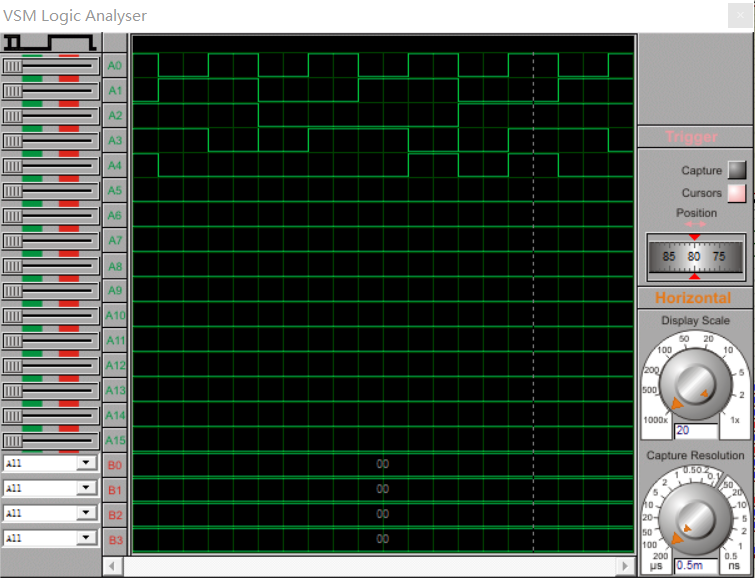 VSM Logic Analyser
A0
A1
A2
A3
A4
A5
A6
A7
A8
A9
A10
A11
A12
A13
A14
A15
All B0 00
All B1 00
All B2 00
All B3 00
Trigger
Capture
Cursors
Position
85 80 75
Horizontal
Display Scale
1000x 500 200 100 50 20 10 5 2 1x
20
Capture Resolution
200 100 50 20 10 5 2 1 0.5 0.2 0.1 50 20 10 5 2 1 0.5
µs ns
0.5m